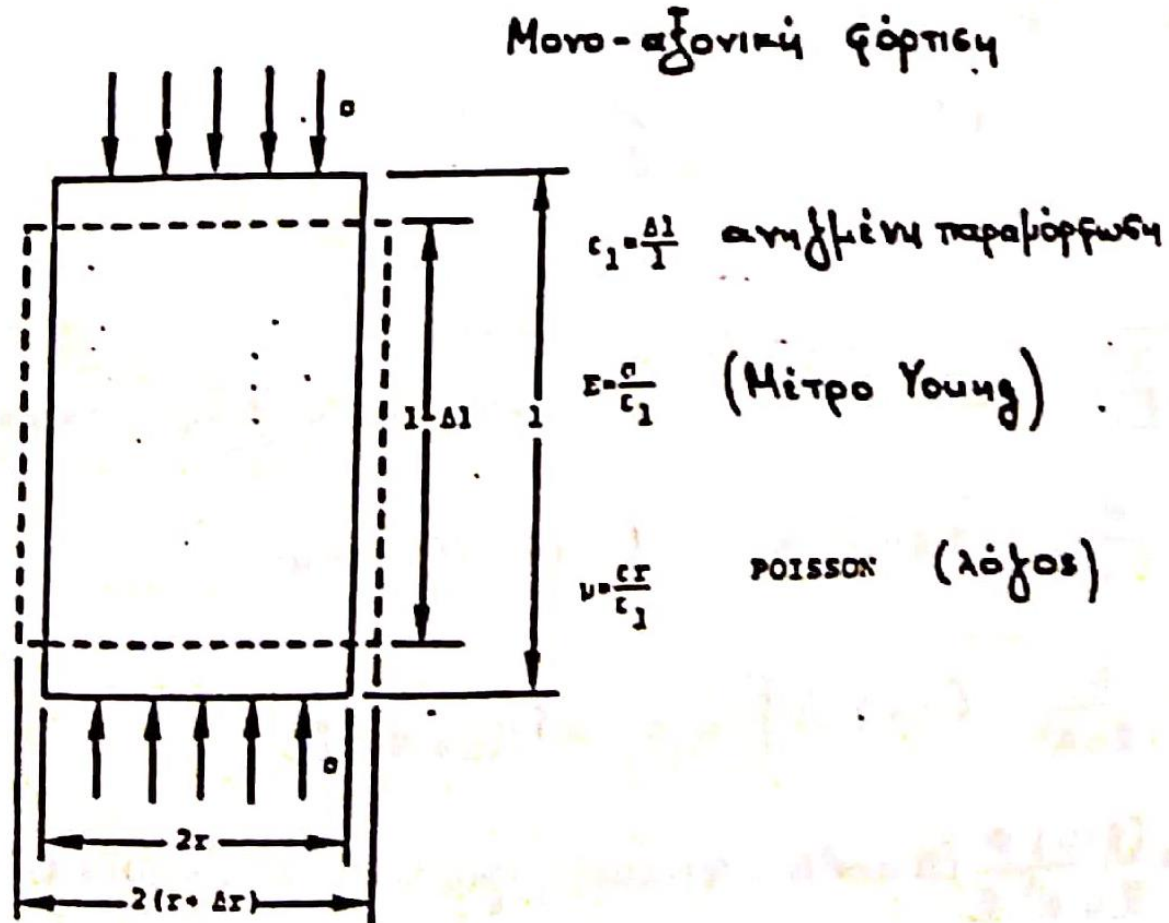 Μονο-αξονική φόρτιση
σ
ε₁=Δl/l ανηγμένη παραμόρφωση
l-Δl
l
E=σ/ε₁ (Μέτρο Young)
ν=εr/ε₁ POISSON (λόγος)
σ
2r
2(r+Δr)